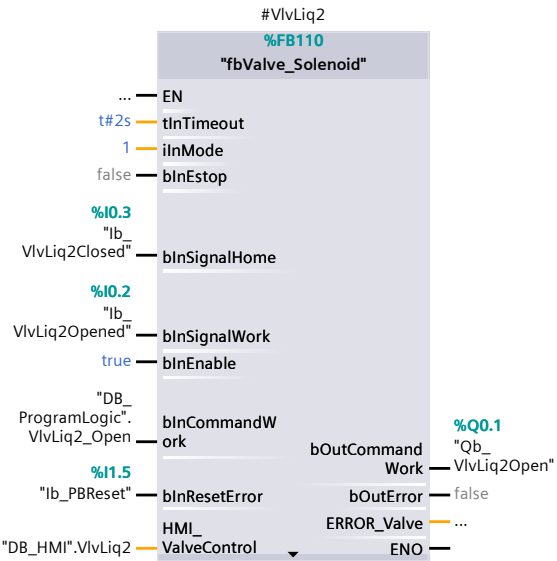 #VlvLiq2
%FB110
"fbValve_Solenoid"
... EN
t#2s tInTimeout
1 iInMode
false bInEstop
%I0.3
"Ib_
VlvLiq2Closed" bInSignalHome
%I0.2
"Ib_
VlvLiq2Opened" bInSignalWork
true bInEnable
"DB_
ProgramLogic".
VlvLiq2_Open
bInCommandW
ork
%Q0.1
"Qb_
VlvLiq2Open"
bOutCommand
Work
%I1.5
"Ib_PBReset" bInResetError
bOutError false
ERROR_Valve ...
"DB_HMI".VlvLiq2
HMI_
ValveControl
ENO